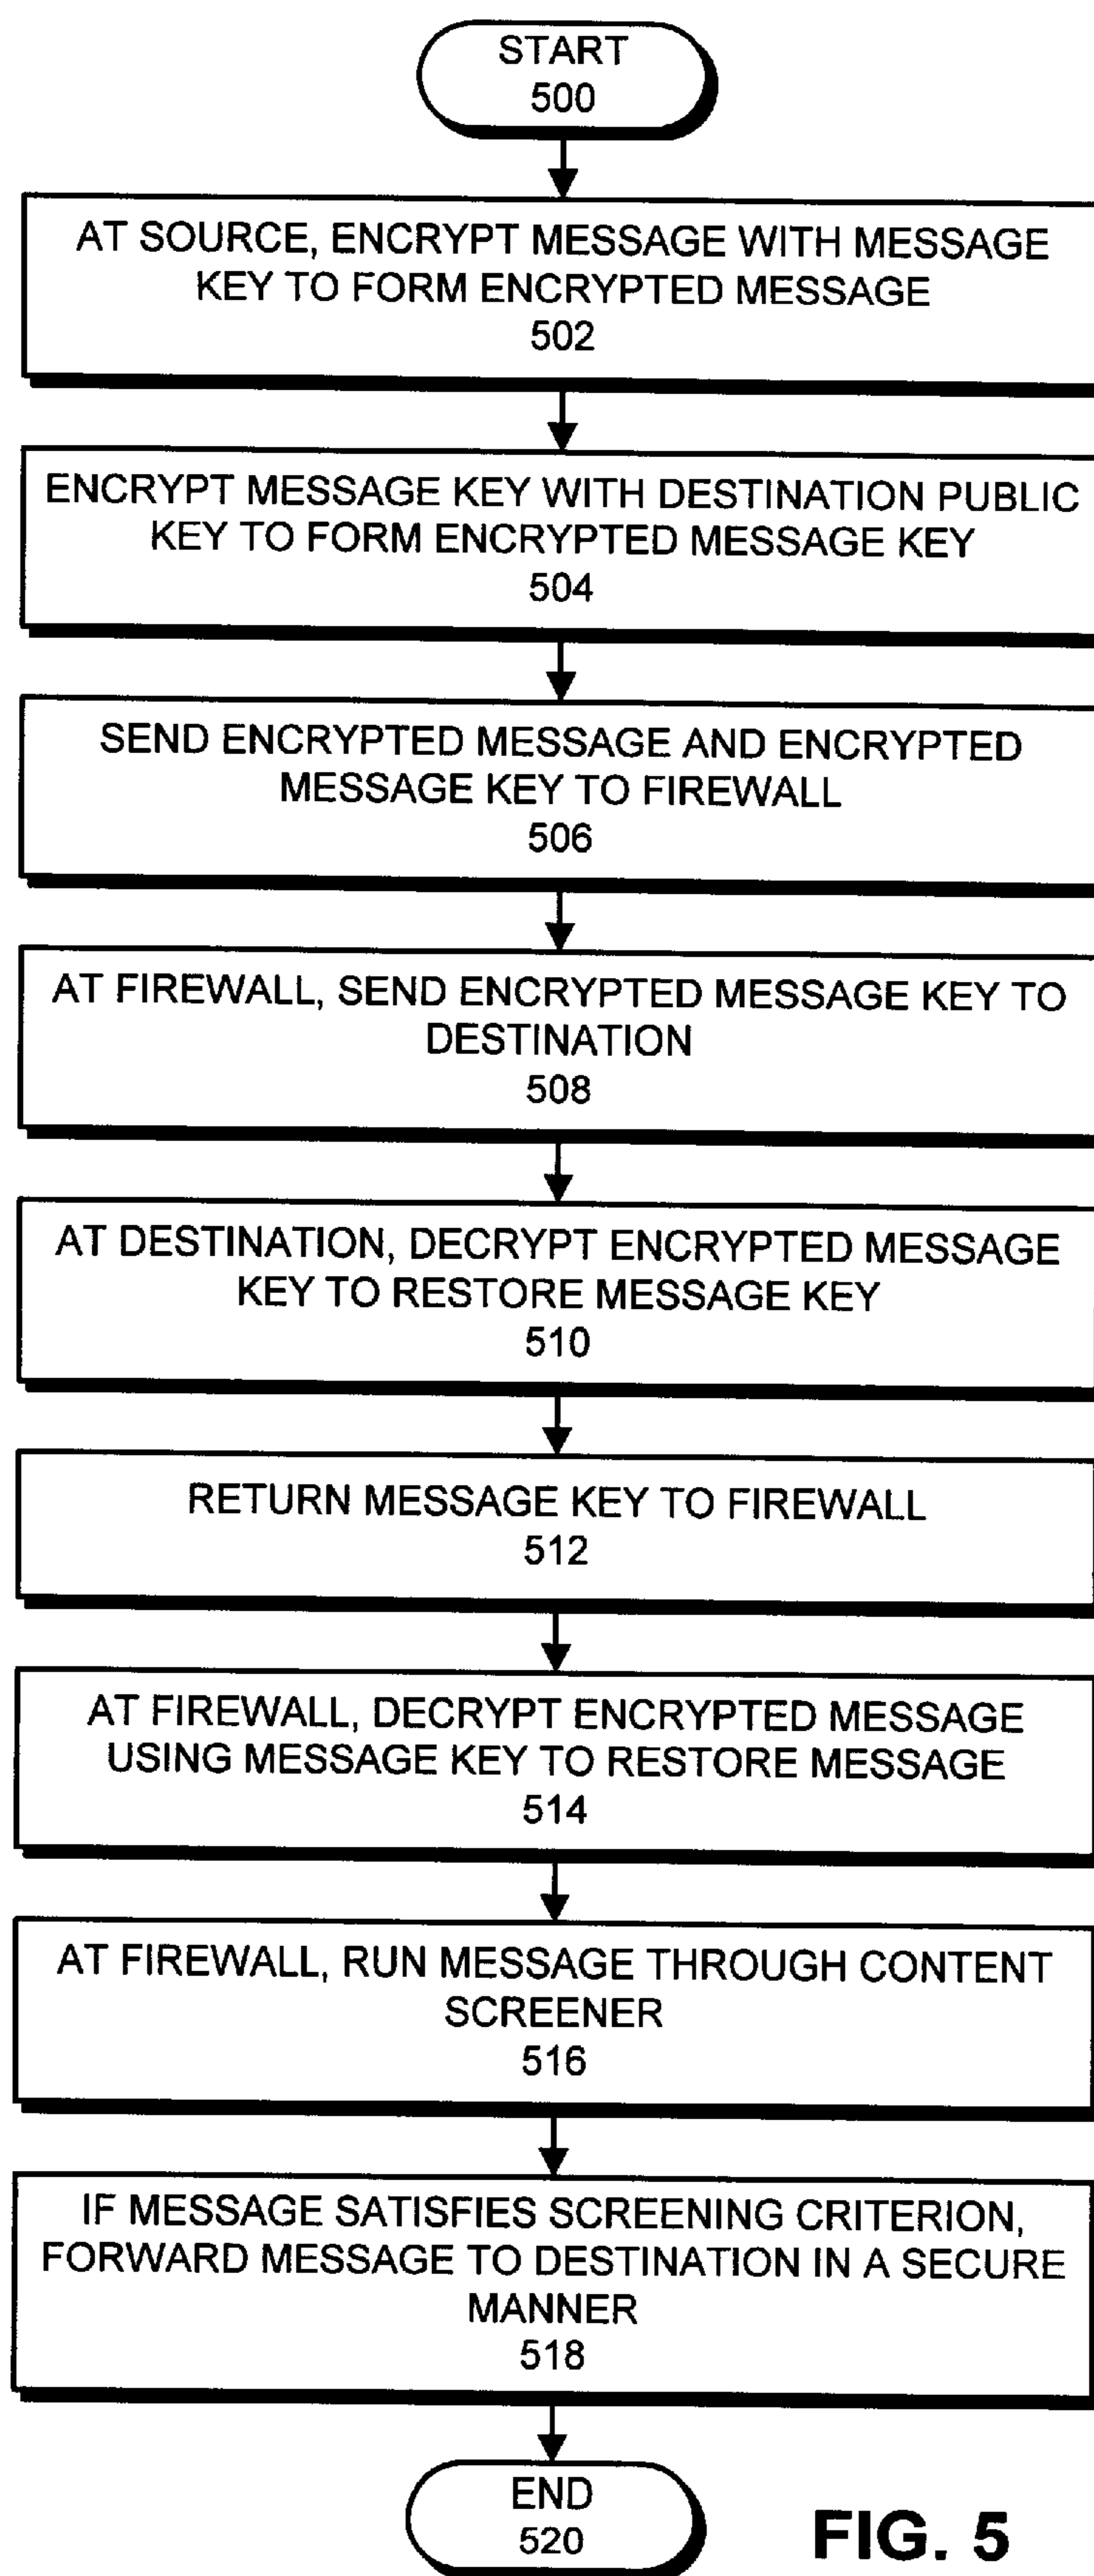 START
500
AT SOURCE, ENCRYPT MESSAGE WITH MESSAGE
KEY TO FORM ENCRYPTED MESSAGE
502
ENCRYPT MESSAGE KEY WITH DESTINATION PUBLIC
KEY TO FORM ENCRYPTED MESSAGE KEY
504
SEND ENCRYPTED MESSAGE AND ENCRYPTED
MESSAGE KEY TO FIREWALL
506
AT FIREWALL, SEND ENCRYPTED MESSAGE KEY TO
DESTINATION
508
AT DESTINATION, DECRYPT ENCRYPTED MESSAGE
KEY TO RESTORE MESSAGE KEY
510
RETURN MESSAGE KEY TO FIREWALL
512
AT FIREWALL, DECRYPT ENCRYPTED MESSAGE
USING MESSAGE KEY TO RESTORE MESSAGE
514
AT FIREWALL, RUN MESSAGE THROUGH CONTENT
SCREENER
516
IF MESSAGE SATISFIES SCREENING CRITERION,
FORWARD MESSAGE TO DESTINATION IN A SECURE
MANNER
518
END
520
FIG. 5